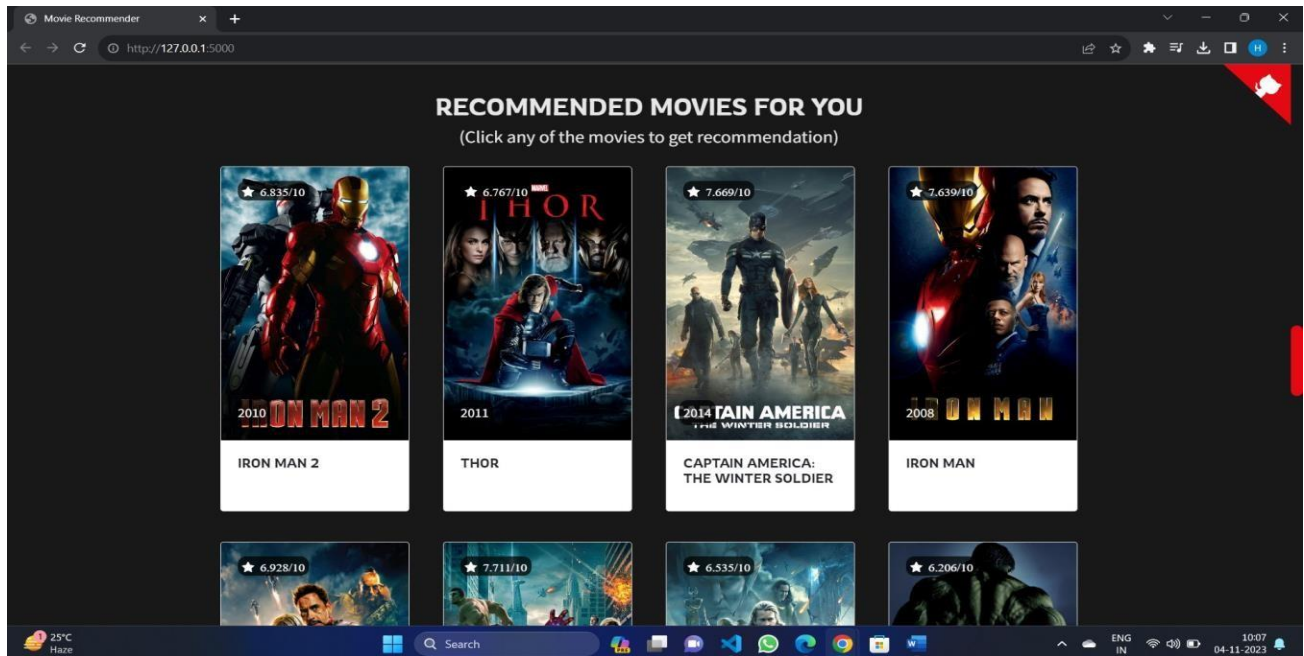 Movie Recommender
http://127.0.0.1:5000
H
RECOMMENDED MOVIES FOR YOU
(Click any of the movies to get recommendation)
6.835/10
6.767/10
7.669/10
7.639/10
MARVEL
THOR
2010
IRON MAN 2
2011
2014
TAIN AMERICA
THE WINTER SOLDIER
2008
IRON MAN
IRON MAN 2
THOR
CAPTAIN AMERICA:
THE WINTER SOLDIER
IRON MAN
6.928/10
7.711/10
6.535/10
6.206/10
1
25°C
Haze
Search
PRE
ENG
IN
10:07
04-11-2023